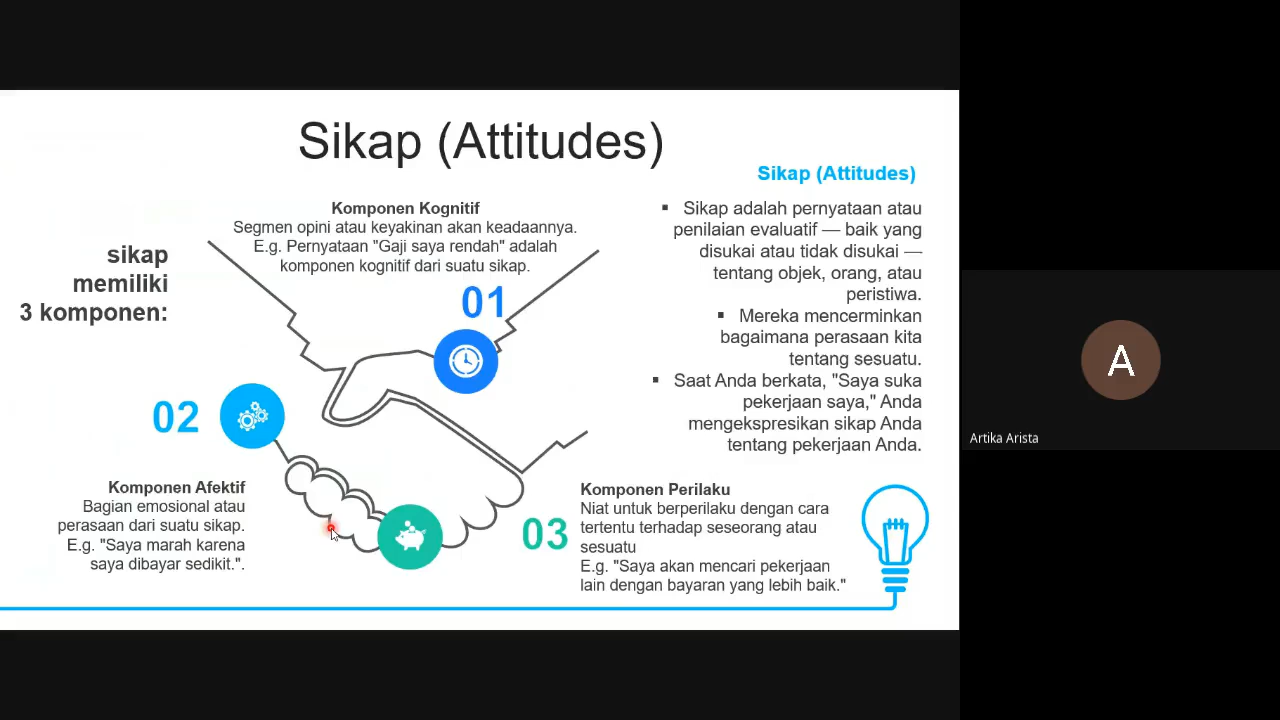 Sikap (Attitudes)
sikap
memiliki
3 komponen:
Komponen Kognitif
Segmen opini atau keyakinan akan keadaannya.
E.g. Pernyataan "Gaji saya rendah" adalah
komponen kognitif dari suatu sikap.
01
02
Komponen Afektif
Bagian emosional atau
perasaan dari suatu sikap.
E.g. "Saya marah karena
saya dibayar sedikit.".
03
Komponen Perilaku
Niat untuk berperilaku dengan cara
tertentu terhadap seseorang atau
sesuatu
E.g. "Saya akan mencari pekerjaan
lain dengan bayaran yang lebih baik."
Sikap (Attitudes)
▪ Sikap adalah pernyataan atau
penilaian evaluatif — baik yang
disukai atau tidak disukai —
tentang objek, orang, atau
peristiwa.
▪ Mereka mencerminkan
bagaimana perasaan kita
tentang sesuatu.
▪ Saat Anda berkata, "Saya suka
pekerjaan saya," Anda
mengekspresikan sikap Anda
tentang pekerjaan Anda.
A
Artika Arista